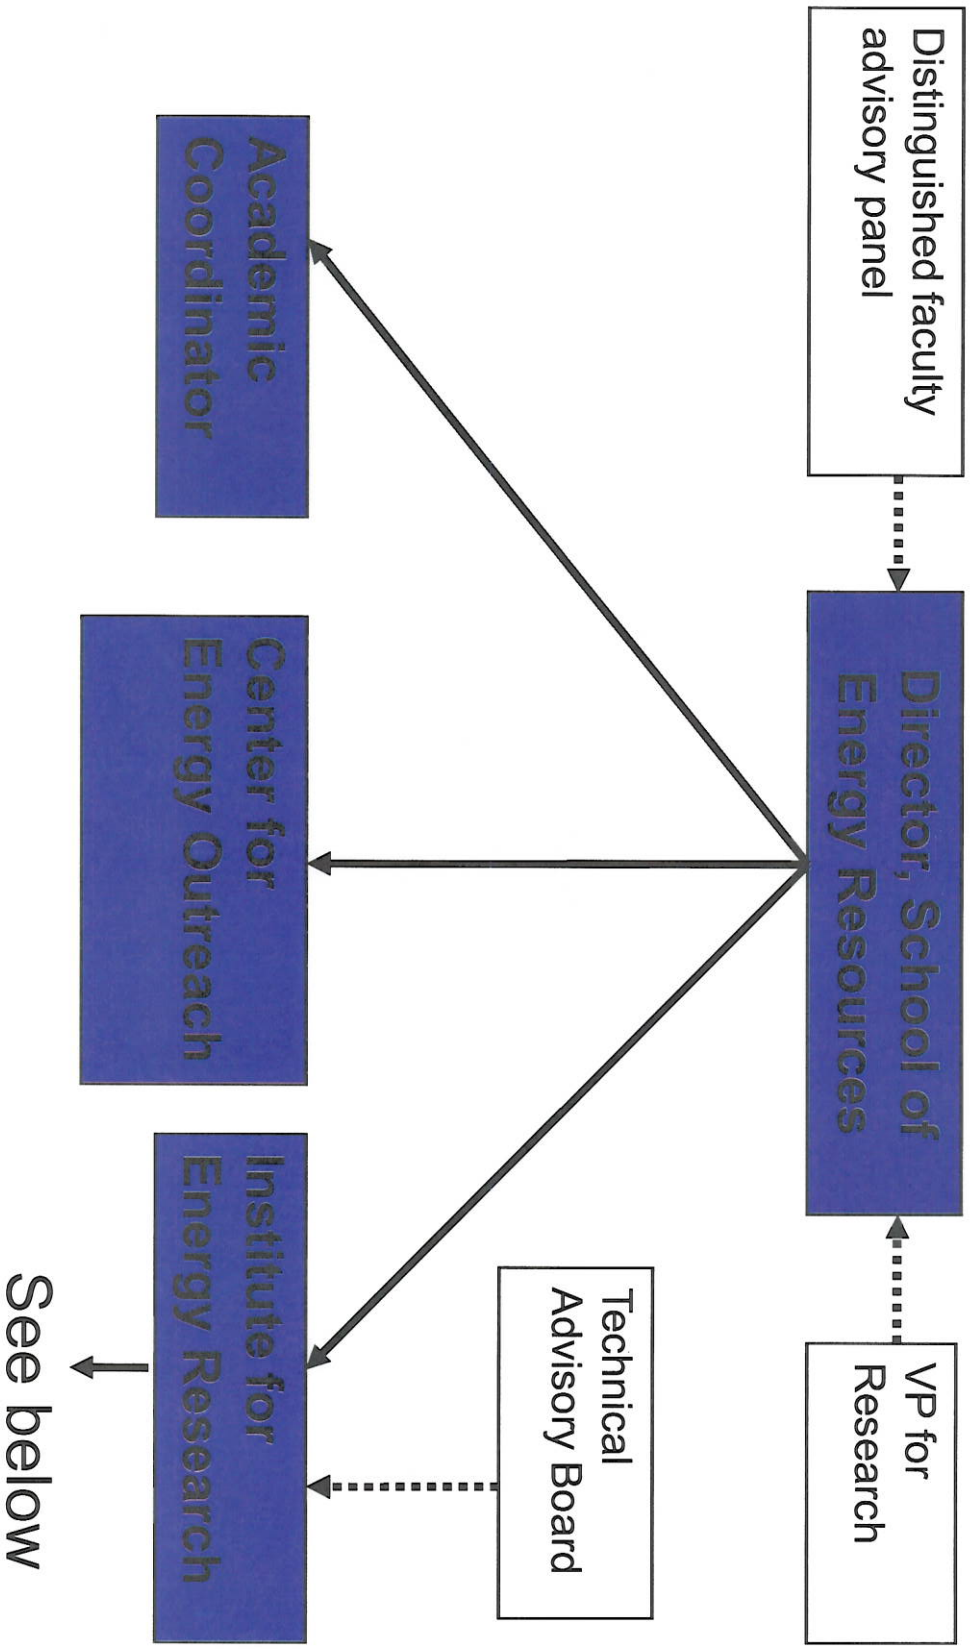 Distinguished faculty
advisory panel
Director, School of
Energy Resources
VP for
Research
Technical
Advisory Board
Academic
Coordinator
Center for
Energy Outreach
Institute for
Energy Research
See below